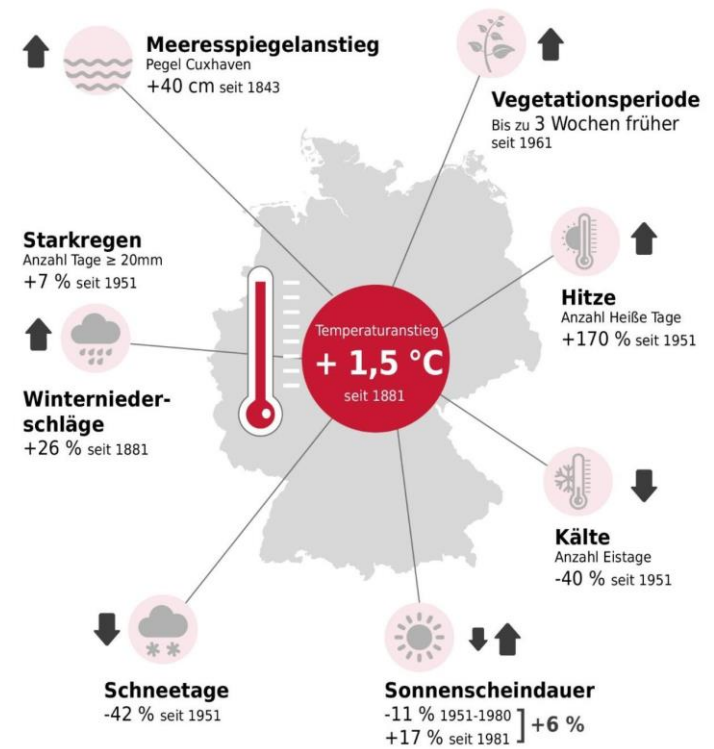 Meeresspiegelanstieg
Pegel Cuxhaven
+40 cm seit 1843
Vegetationsperiode
Bis zu 3 Wochen früher
seit 1961
Starkregen
Anzahl Tage ≥ 20mm
+7 % seit 1951
Hitze
Anzahl Heiße Tage
+170 % seit 1951
Temperaturanstieg
+ 1,5 °C
seit 1881
Winternieder-
schläge
+26 % seit 1881
Kälte
Anzahl Eistage
-40 % seit 1951
Schneetage
-42 % seit 1951
Sonnenscheindauer
-11 % 1951-1980
+17 % seit 1981
+6 %